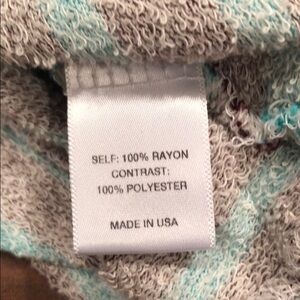 SELF: 100% RAYON
CONTRAST:
100% POLYESTER
MADE IN USA